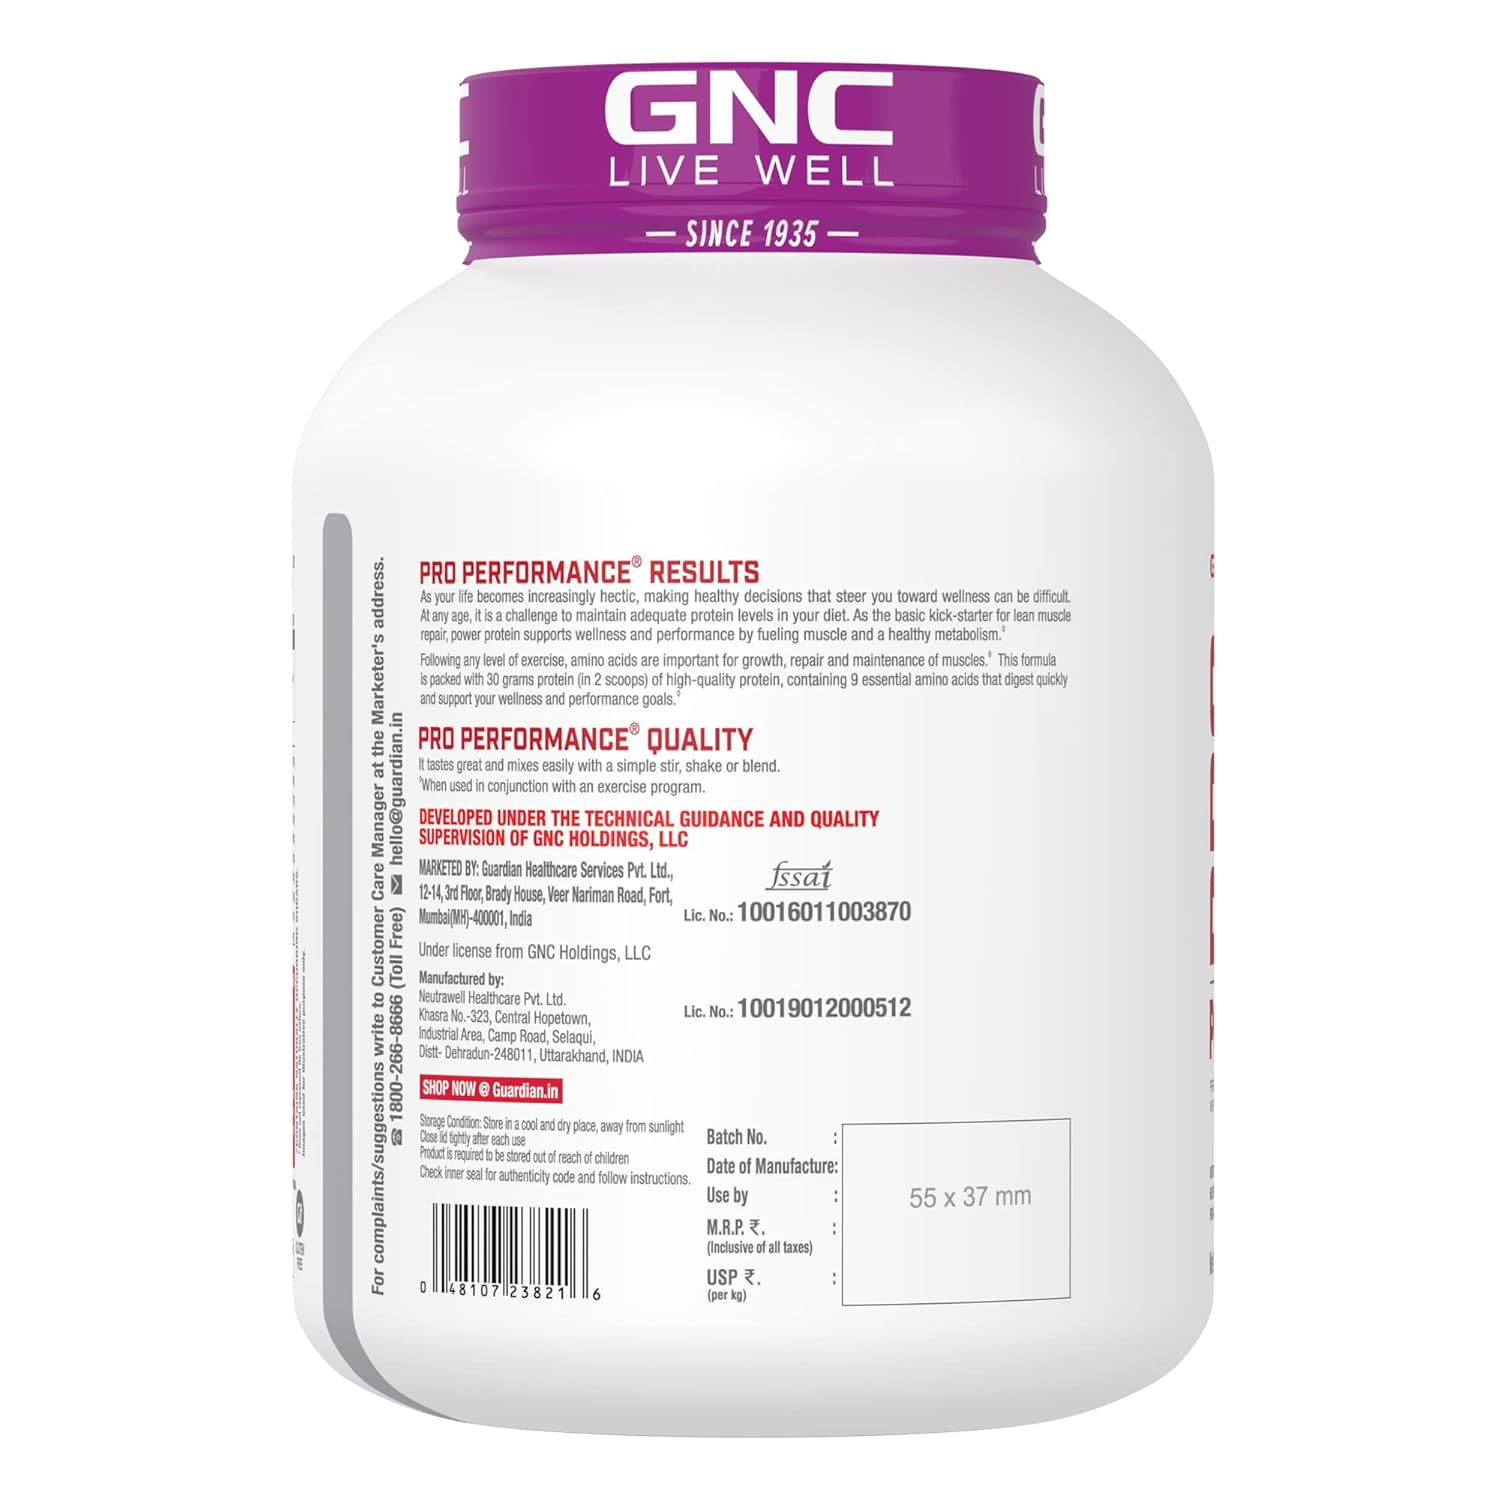 GNC
LIVE WELL
— SINCE 1935 —
PRO PERFORMANCE® RESULTS
As your life becomes increasingly hectic, making healthy decisions that steer you toward wellness can be difficult.
At any age, it is a challenge to maintain adequate protein levels in your diet. As the basic kick-starter for lean muscle
repair, power protein supports wellness and performance by fueling muscle and a healthy metabolism.◊
Following any level of exercise, amino acids are important for growth, repair and maintenance of muscles.◊ This formula
is packed with 30 grams protein (in 2 scoops) of high-quality protein, containing 9 essential amino acids that digest quickly
and support your wellness and performance goals.◊
PRO PERFORMANCE® QUALITY
It tastes great and mixes easily with a simple stir, shake or blend.
◊When used in conjunction with an exercise program.
DEVELOPED UNDER THE TECHNICAL GUIDANCE AND QUALITY
SUPERVISION OF GNC HOLDINGS, LLC
MARKETED BY: Guardian Healthcare Services Pvt. Ltd.,
12-14, 3rd Floor, Brady House, Veer Nariman Road, Fort,
Mumbai(MH)-400001, India
fssai
Lic. No.: 10016011003870
Under license from GNC Holdings, LLC
Manufactured by:
Neutrawell Healthcare Pvt. Ltd.
Khasra No.-323, Central Hopetown,
Industrial Area, Camp Road, Selaqui,
Distt- Dehradun-248011, Uttarakhand, INDIA
Lic. No.: 10019012000512
SHOP NOW @ Guardian.in
Storage Condition: Store in a cool and dry place, away from sunlight
Close lid tightly after each use
Product is required to be stored out of reach of children
Check inner seal for authenticity code and follow instructions.
0 48107 23821 6
Batch No. :
Date of Manufacture:
Use by :
M.R.P. ₹. :
(Inclusive of all taxes)
USP ₹. :
(per kg)
55 x 37 mm
For complaints/suggestions write to Customer Care Manager at the Marketer's address.
☎ 1800-266-8666 (Toll Free) ✉ hello@guardian.in
Images used for illustrative purpose only.